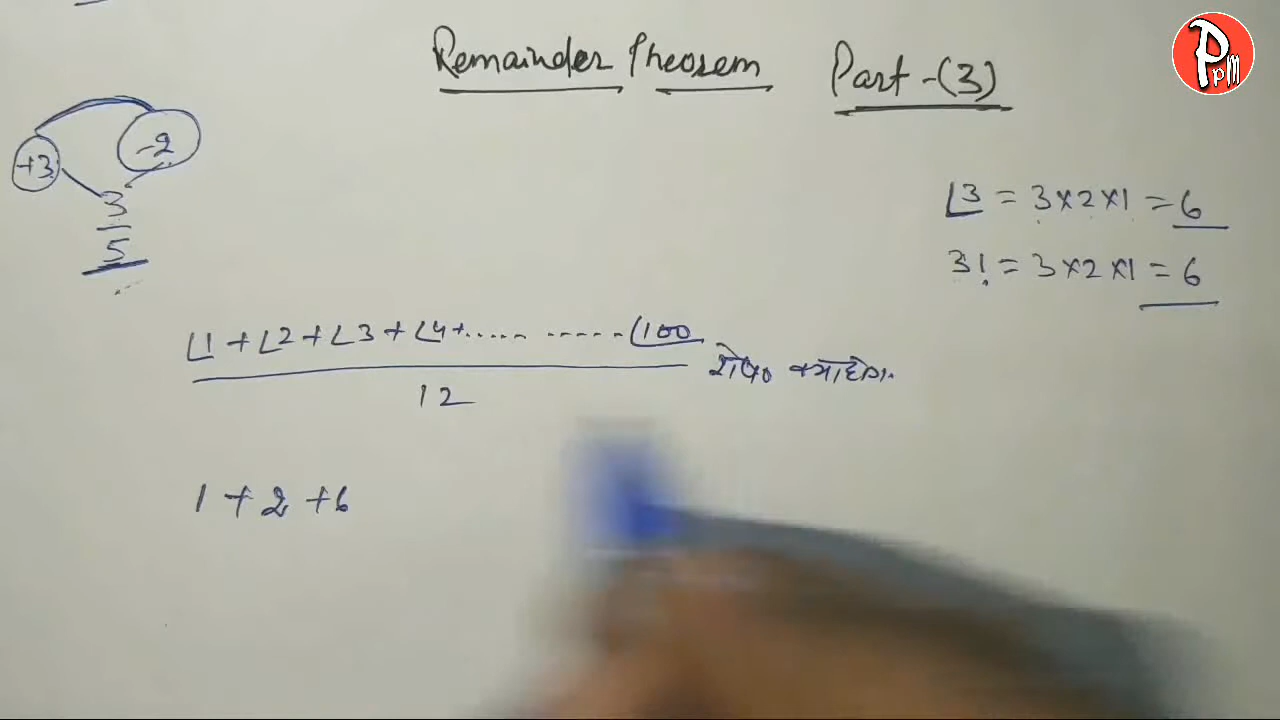 Remainder Theorem Part-(3)
+3 -2
3
5
∟3 = 3×2×1 = 6
3! = 3×2×1 = 6
∟1 + ∟2 + ∟3 + ∟4 + ..... ..... ∟100
12
1 + 2 + 6
PPM